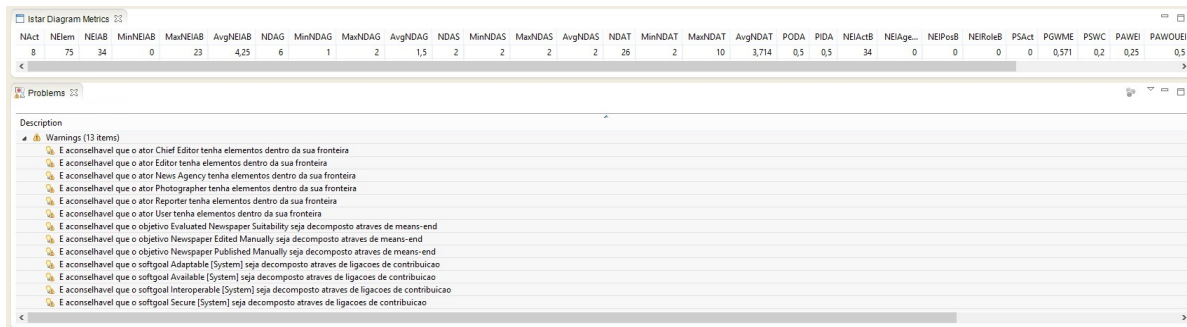 Istar Diagram Metrics
NAct NElem NEIAB MinNEIAB MaxNEIAB AvgNEIAB NDAG MinNDAG MaxNDAG AvgNDAG NDAS MinNDAS MaxNDAS AvgNDAS NDAT MinNDAT MaxNDAT AvgNDAT PODA PIDA NEIActB NEIAge... NEIPosB NEIRoleB PSAct PGWME PSWC PAWEI PAWOUEI
8 75 34 0 23 4,25 6 1 2 1,5 2 2 2 2 26 2 10 3,714 0,5 0,5 34 0 0 0 0 0,571 0,2 0,25 0,5
Problems
Description
Warnings (13 items)
E aconselhavel que o ator Chief Editor tenha elementos dentro da sua fronteira
E aconselhavel que o ator Editor tenha elementos dentro da sua fronteira
E aconselhavel que o ator News Agency tenha elementos dentro da sua fronteira
E aconselhavel que o ator Photographer tenha elementos dentro da sua fronteira
E aconselhavel que o ator Reporter tenha elementos dentro da sua fronteira
E aconselhavel que o ator User tenha elementos dentro da sua fronteira
E aconselhavel que o objetivo Evaluated Newspaper Suitability seja decomposto atraves de means-end
E aconselhavel que o objetivo Newspaper Edited Manually seja decomposto atraves de means-end
E aconselhavel que o objetivo Newspaper Published Manually seja decomposto atraves de means-end
E aconselhavel que o softgoal Adaptable [System] seja decomposto atraves de ligacoes de contribuicao
E aconselhavel que o softgoal Available [System] seja decomposto atraves de ligacoes de contribuicao
E aconselhavel que o softgoal Interoperable [System] seja decomposto atraves de ligacoes de contribuicao
E aconselhavel que o softgoal Secure [System] seja decomposto atraves de ligacoes de contribuicao